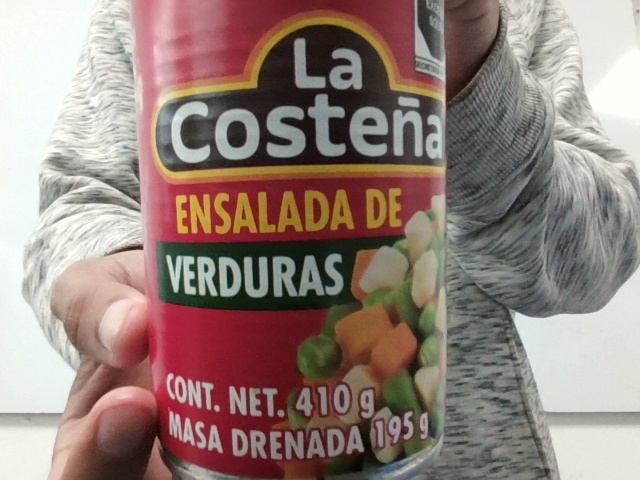 La
Costeña
ENSALADA DE
VERDURAS
CONT. NET. 410 g
MASA DRENADA 195 g